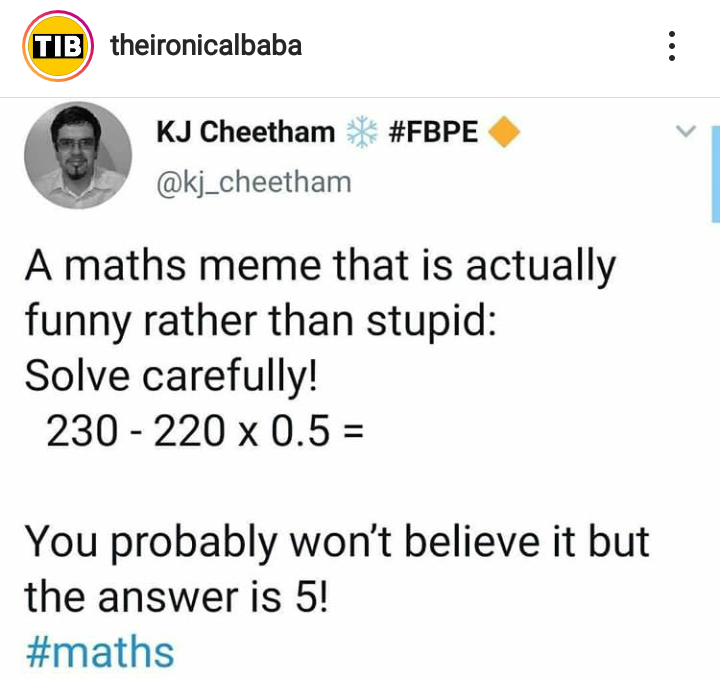 TIB theironicalbaba
KJ Cheetham ❄ #FBPE 🔶
@kj_cheetham
A maths meme that is actually
funny rather than stupid:
Solve carefully!
230 - 220 x 0.5 =
You probably won't believe it but
the answer is 5!
#maths